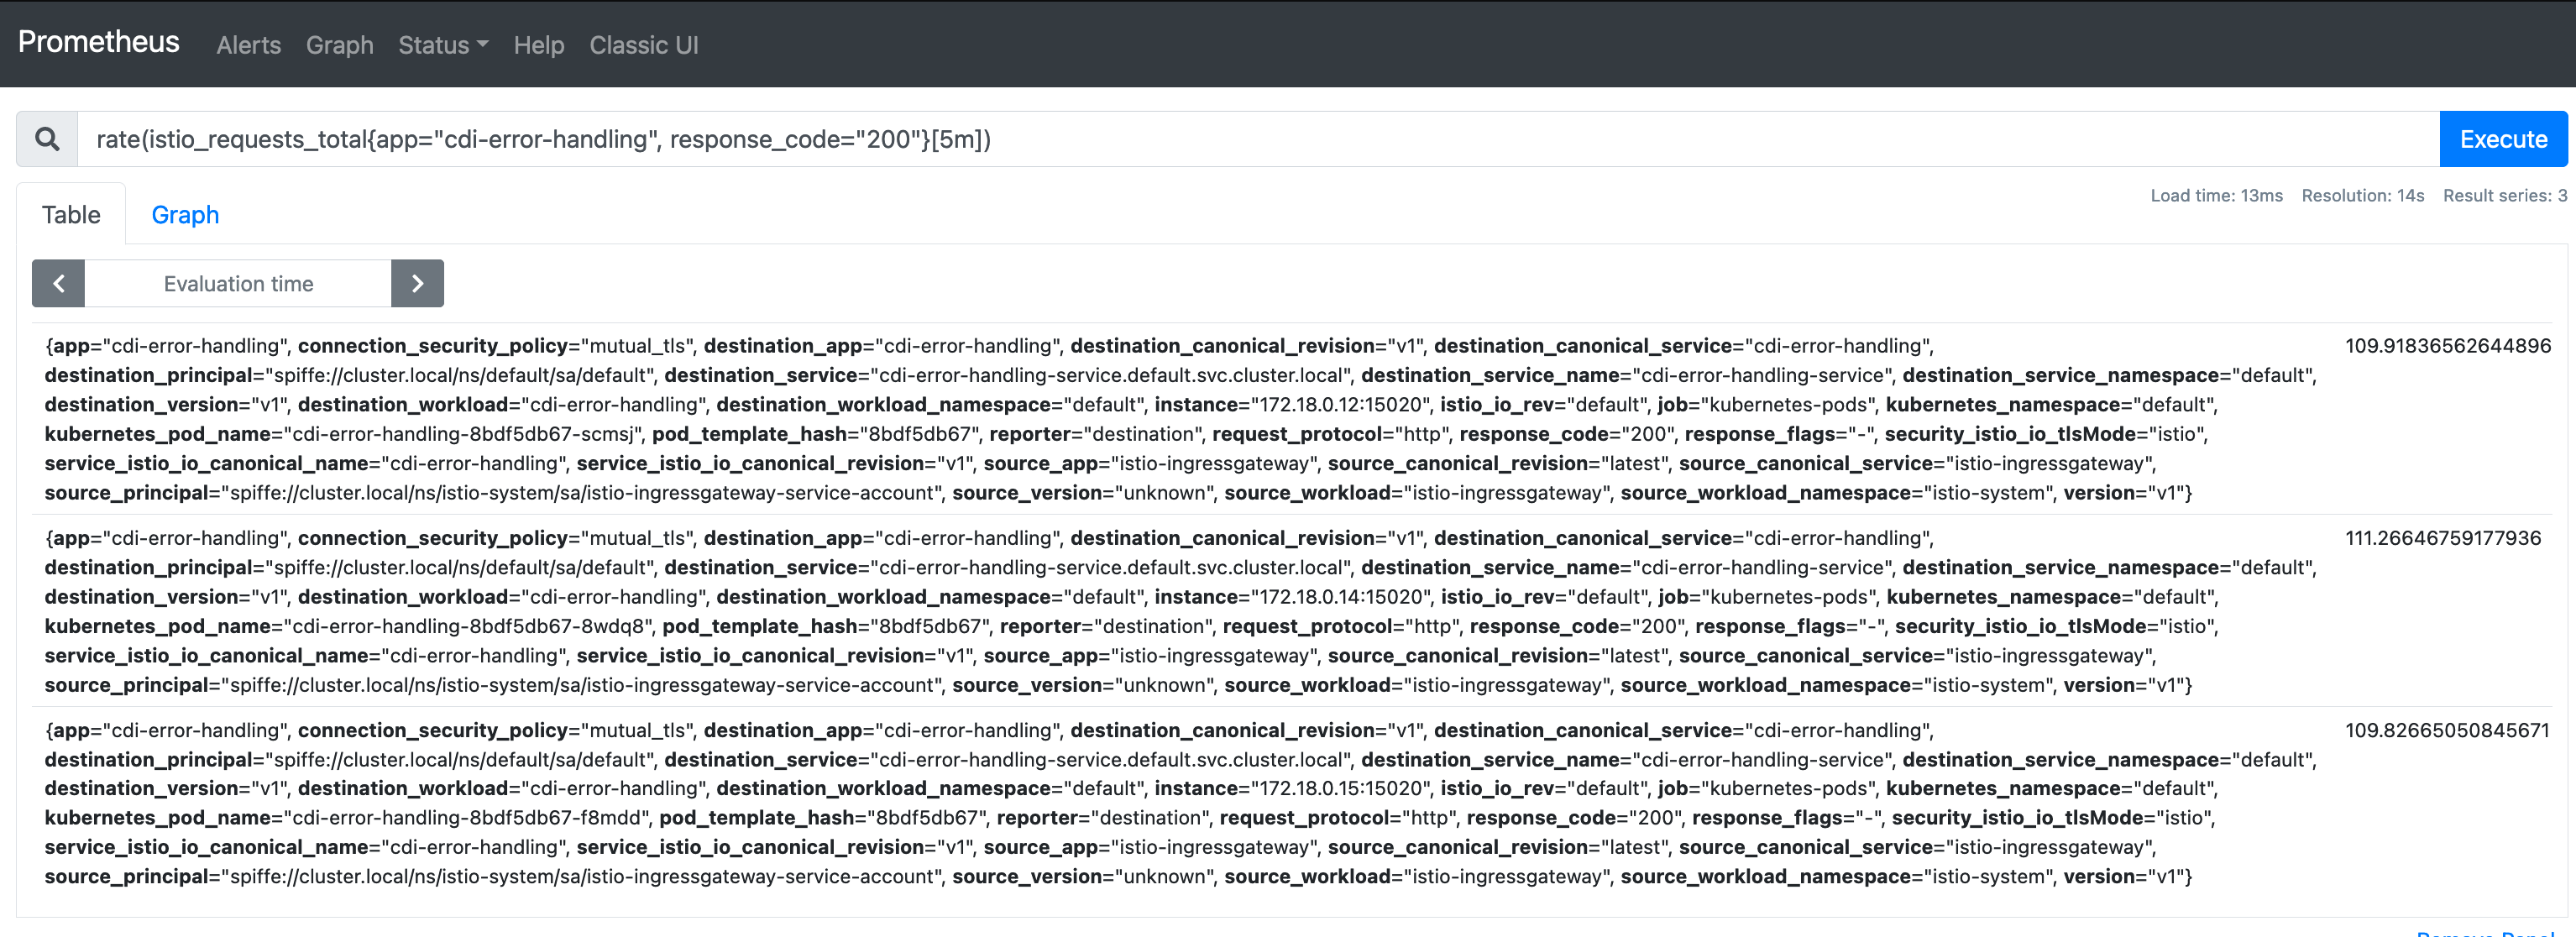 Prometheus Alerts Graph Status Help Classic UI
rate(istio_requests_total{app="cdi-error-handling", response_code="200"}[5m]) Execute
Load time: 13ms Resolution: 14s Result series: 3
Table Graph
Evaluation time
{app="cdi-error-handling", connection_security_policy="mutual_tls", destination_app="cdi-error-handling", destination_canonical_revision="v1", destination_canonical_service="cdi-error-handling", 109.91836562644896
destination_principal="spiffe://cluster.local/ns/default/sa/default", destination_service="cdi-error-handling-service.default.svc.cluster.local", destination_service_name="cdi-error-handling-service", destination_service_namespace="default",
destination_version="v1", destination_workload="cdi-error-handling", destination_workload_namespace="default", instance="172.18.0.12:15020", istio_io_rev="default", job="kubernetes-pods", kubernetes_namespace="default",
kubernetes_pod_name="cdi-error-handling-8bdf5db67-scmsj", pod_template_hash="8bdf5db67", reporter="destination", request_protocol="http", response_code="200", response_flags="-", security_istio_io_tlsMode="istio",
service_istio_io_canonical_name="cdi-error-handling", service_istio_io_canonical_revision="v1", source_app="istio-ingressgateway", source_canonical_revision="latest", source_canonical_service="istio-ingressgateway",
source_principal="spiffe://cluster.local/ns/istio-system/sa/istio-ingressgateway-service-account", source_version="unknown", source_workload="istio-ingressgateway", source_workload_namespace="istio-system", version="v1"}
{app="cdi-error-handling", connection_security_policy="mutual_tls", destination_app="cdi-error-handling", destination_canonical_revision="v1", destination_canonical_service="cdi-error-handling", 111.26646759177936
destination_principal="spiffe://cluster.local/ns/default/sa/default", destination_service="cdi-error-handling-service.default.svc.cluster.local", destination_service_name="cdi-error-handling-service", destination_service_namespace="default",
destination_version="v1", destination_workload="cdi-error-handling", destination_workload_namespace="default", instance="172.18.0.14:15020", istio_io_rev="default", job="kubernetes-pods", kubernetes_namespace="default",
kubernetes_pod_name="cdi-error-handling-8bdf5db67-8wdq8", pod_template_hash="8bdf5db67", reporter="destination", request_protocol="http", response_code="200", response_flags="-", security_istio_io_tlsMode="istio",
service_istio_io_canonical_name="cdi-error-handling", service_istio_io_canonical_revision="v1", source_app="istio-ingressgateway", source_canonical_revision="latest", source_canonical_service="istio-ingressgateway",
source_principal="spiffe://cluster.local/ns/istio-system/sa/istio-ingressgateway-service-account", source_version="unknown", source_workload="istio-ingressgateway", source_workload_namespace="istio-system", version="v1"}
{app="cdi-error-handling", connection_security_policy="mutual_tls", destination_app="cdi-error-handling", destination_canonical_revision="v1", destination_canonical_service="cdi-error-handling", 109.82665050845671
destination_principal="spiffe://cluster.local/ns/default/sa/default", destination_service="cdi-error-handling-service.default.svc.cluster.local", destination_service_name="cdi-error-handling-service", destination_service_namespace="default",
destination_version="v1", destination_workload="cdi-error-handling", destination_workload_namespace="default", instance="172.18.0.15:15020", istio_io_rev="default", job="kubernetes-pods", kubernetes_namespace="default",
kubernetes_pod_name="cdi-error-handling-8bdf5db67-f8mdd", pod_template_hash="8bdf5db67", reporter="destination", request_protocol="http", response_code="200", response_flags="-", security_istio_io_tlsMode="istio",
service_istio_io_canonical_name="cdi-error-handling", service_istio_io_canonical_revision="v1", source_app="istio-ingressgateway", source_canonical_revision="latest", source_canonical_service="istio-ingressgateway",
source_principal="spiffe://cluster.local/ns/istio-system/sa/istio-ingressgateway-service-account", source_version="unknown", source_workload="istio-ingressgateway", source_workload_namespace="istio-system", version="v1"}